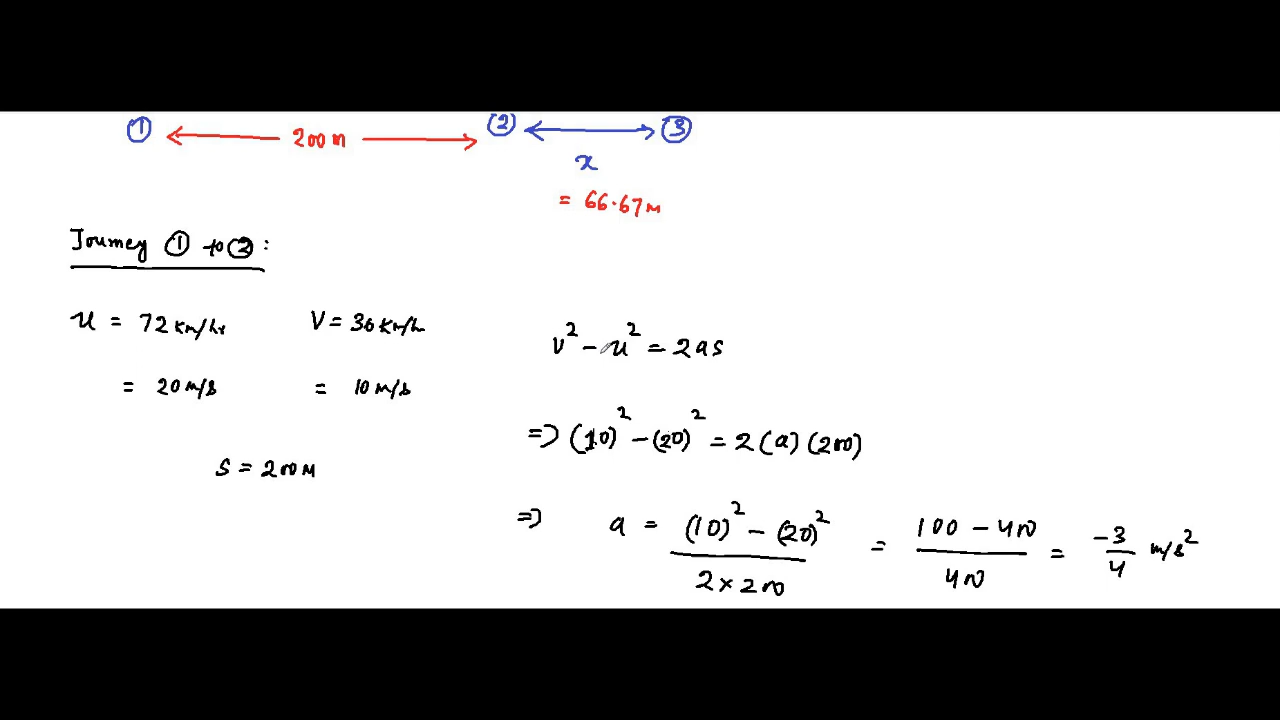 ① 200 m ② ③
x
= 66.67 m
Journey ① to ② :
u = 72 km/hr V = 36 km/h
= 20 m/s = 10 m/s
S = 200 m
v² - u² = 2as
=> (10)² - (20)² = 2 (a) (200)
=> a = (10)² - (20)² / 2 × 200 = 100 - 400 / 400 = -3 / 4 m/s²